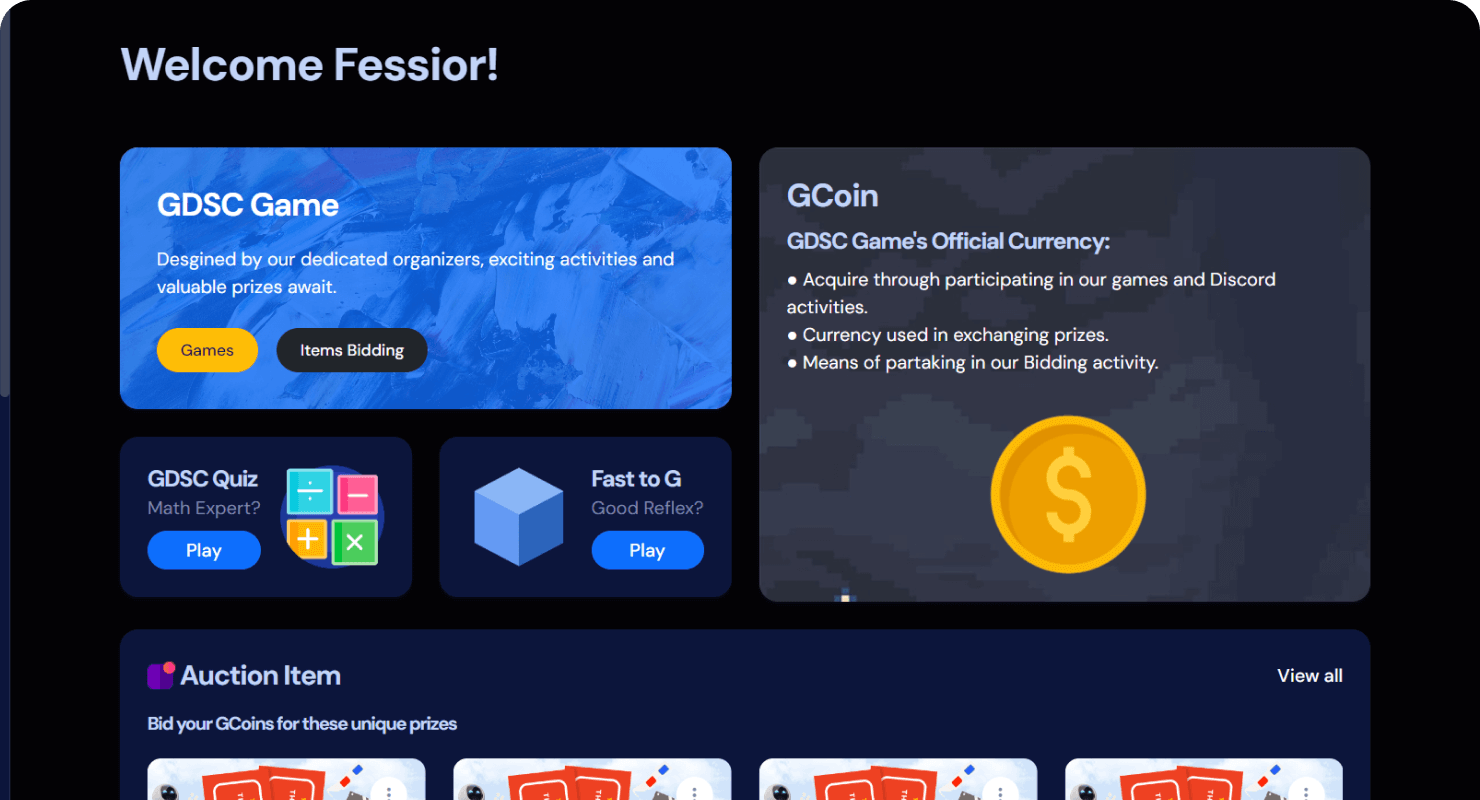 Welcome Fessior!
GDSC Game
Desgined by our dedicated organizers, exciting activities and
valuable prizes await.
Games
Items Bidding
GCoin
GDSC Game's Official Currency:
● Acquire through participating in our games and Discord
activities.
● Currency used in exchanging prizes.
● Means of partaking in our Bidding activity.
GDSC Quiz
Math Expert?
Play
Fast to G
Good Reflex?
Play
Auction Item
View all
Bid your GCoins for these unique prizes